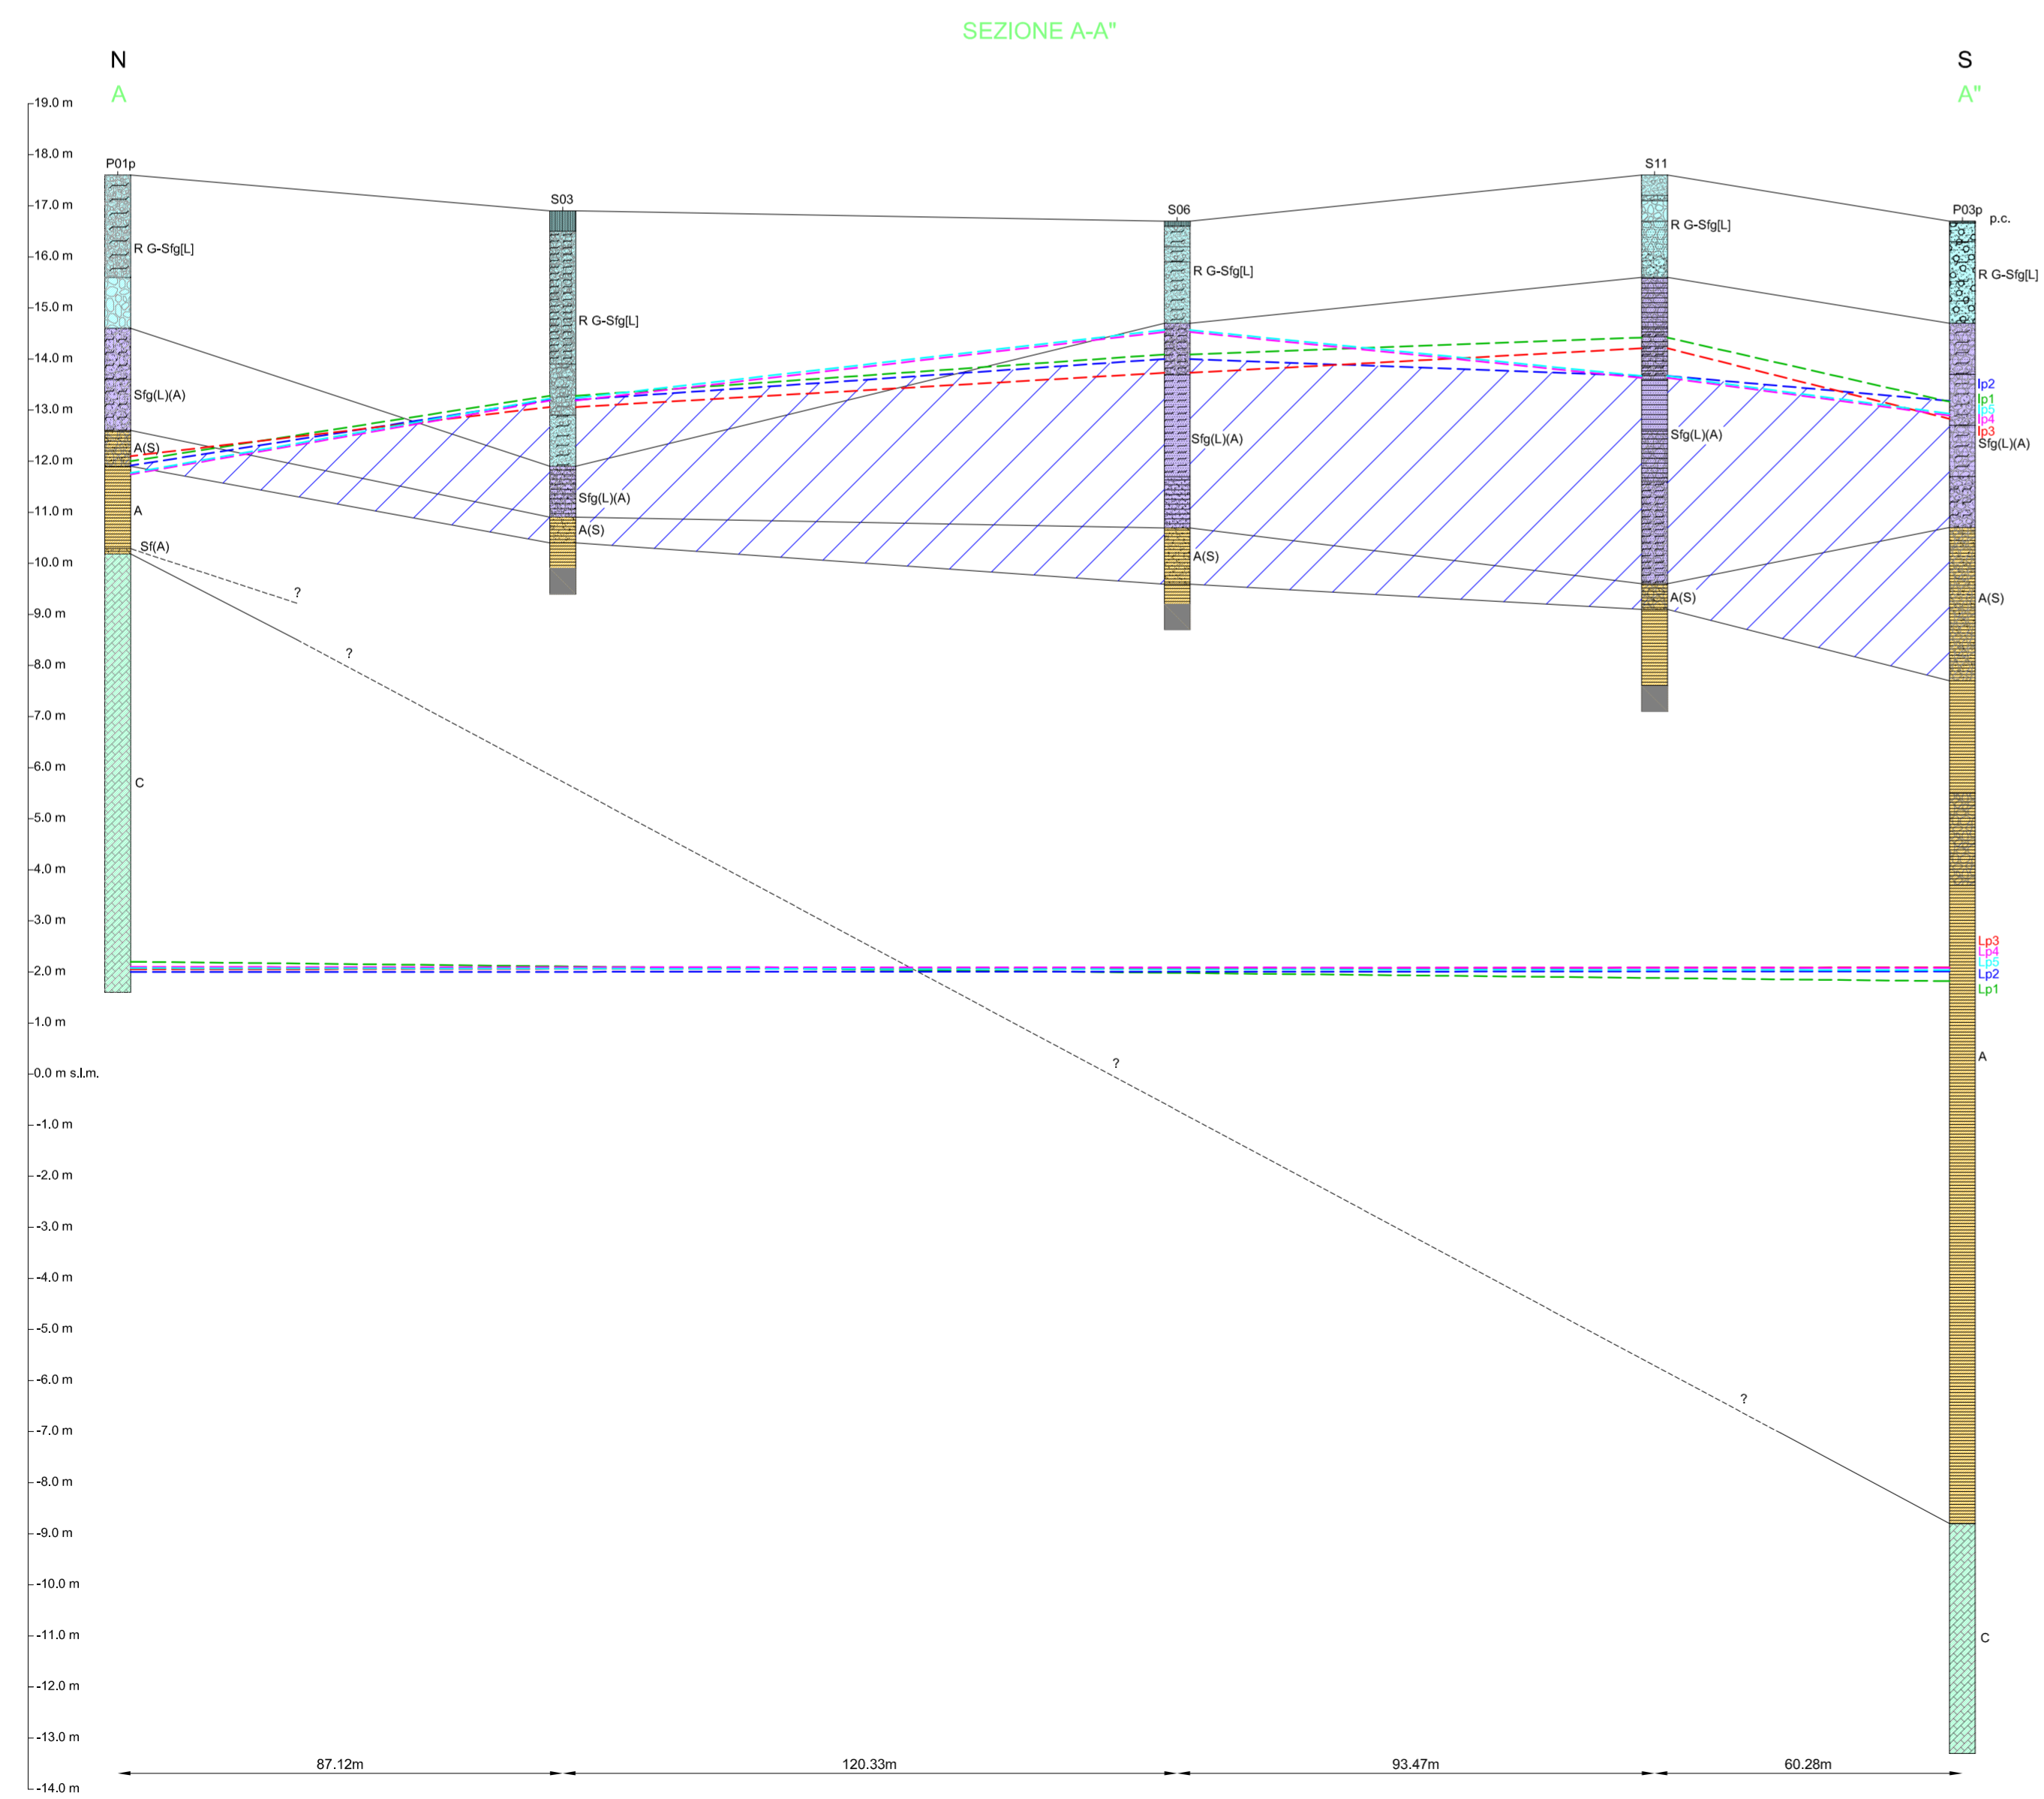 SEZIONE A-A"
N
S
A
A"
19.0 m
18.0 m
P01p
S11
S03
17.0 m
S06
P03p
p.c.
R G-Sfg[L]
R G-Sfg[L]
16.0 m
R G-Sfg[L]
R G-Sfg[L]
15.0 m
R G-Sfg[L]
14.0 m
Ip2
Sfg(L)(A)
Ip1
13.0 m
Ip5
Ip4
Ip3
A(S)
Sfg(L)(A)
Sfg(L)(A)
Sfg(L)(A)
12.0 m
Sfg(L)(A)
11.0 m
A
A(S)
Sf(A)
A(S)
10.0 m
?
A(S)
A(S)
9.0 m
?
8.0 m
7.0 m
6.0 m
C
5.0 m
4.0 m
3.0 m
Lp3
Lp4
Lp5
2.0 m
Lp2
Lp1
1.0 m
?
A
0.0 m s.l.m.
-1.0 m
-2.0 m
-3.0 m
-4.0 m
-5.0 m
-6.0 m
?
-7.0 m
-8.0 m
-9.0 m
-10.0 m
-11.0 m
C
-12.0 m
-13.0 m
87.12m
120.33m
93.47m
60.28m
-14.0 m